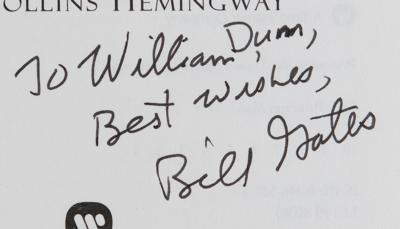 OLLINS HEMINGWAY
To William Dunn,
Best wishes,
Bill Gates